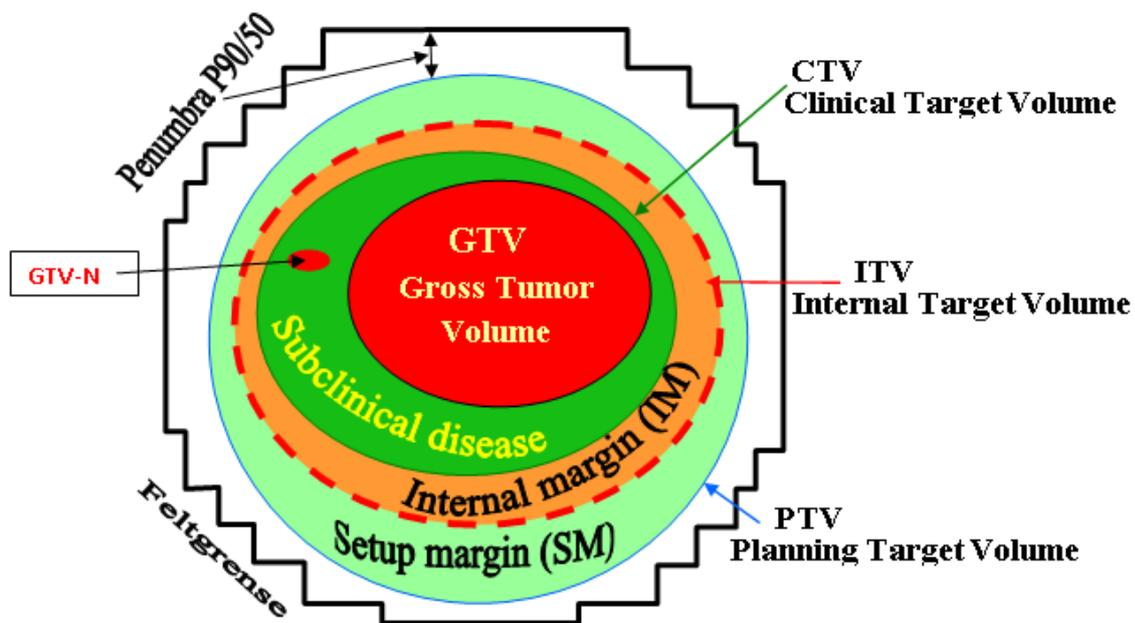 Penumbra P90/50
CTV
Clinical Target Volume
GTV-N
GTV
Gross Tumor
Volume
ITV
Internal Target Volume
Subclinical disease
Internal margin (IM)
Setup margin (SM)
PTV
Planning Target Volume
Feltgrense